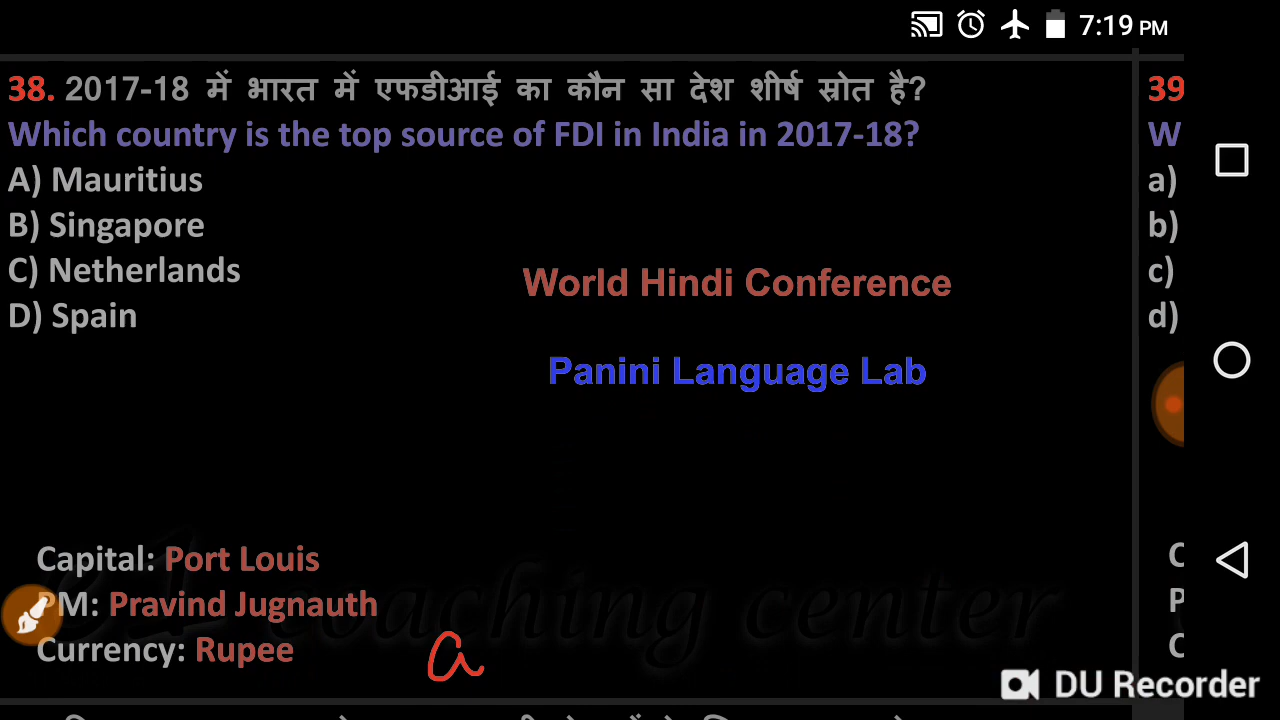 7:19 PM
38. 2017-18 में भारत में एफडीआई का कौन सा देश शीर्ष स्रोत है?
Which country is the top source of FDI in India in 2017-18?
A) Mauritius
B) Singapore
C) Netherlands
D) Spain
World Hindi Conference
Panini Language Lab
Capital: Port Louis
PM: Pravind Jugnauth
Currency: Rupee
a
coaching center
39
W
a)
b)
c)
d)
C
P
C
DU Recorder